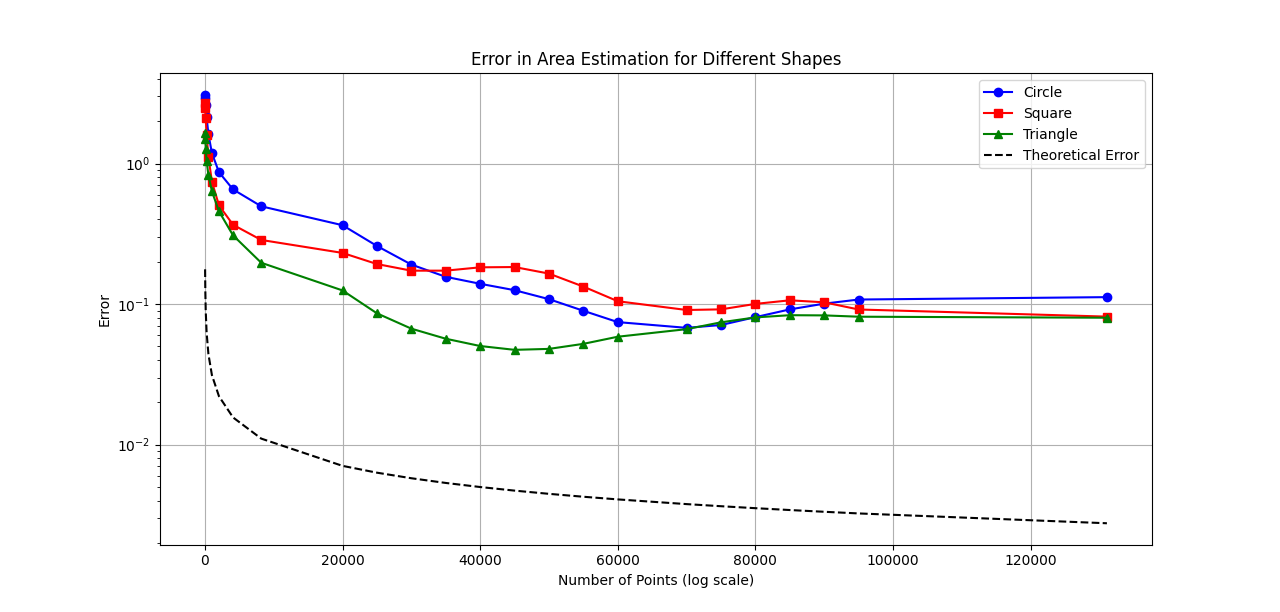 Error in Area Estimation for Different Shapes
Circle
Square
Triangle
Theoretical Error
10⁰
10⁻¹
10⁻²
Error
0 20000 40000 60000 80000 100000 120000
Number of Points (log scale)